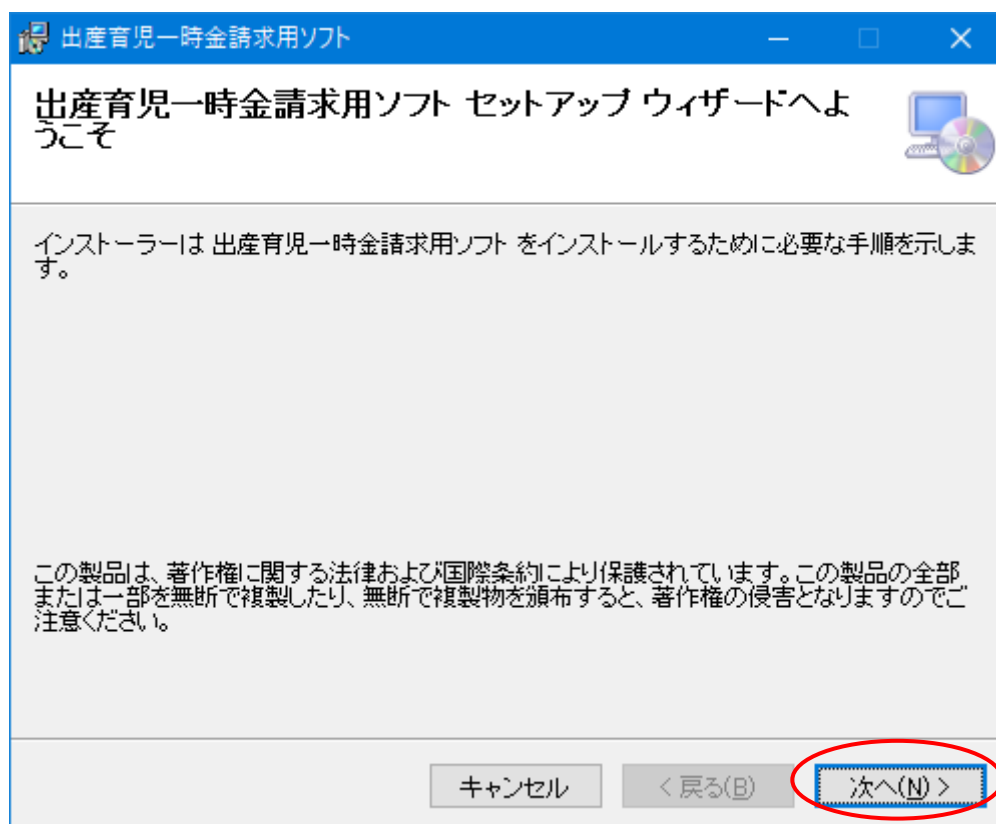 出産育児一時金請求用ソフト
出産育児一時金請求用ソフト セットアップ ウィザードへよ
うこそ
インストーラーは 出産育児一時金請求用ソフト をインストールするために必要な手順を示しま
す。
この製品は、著作権に関する法律および国際条約により保護されています。この製品の全部
または一部を無断で複製したり、無断で複製物を頒布すると、著作権の侵害となりますのでご
注意ください。
キャンセル
< 戻る(B)
次へ(N) >